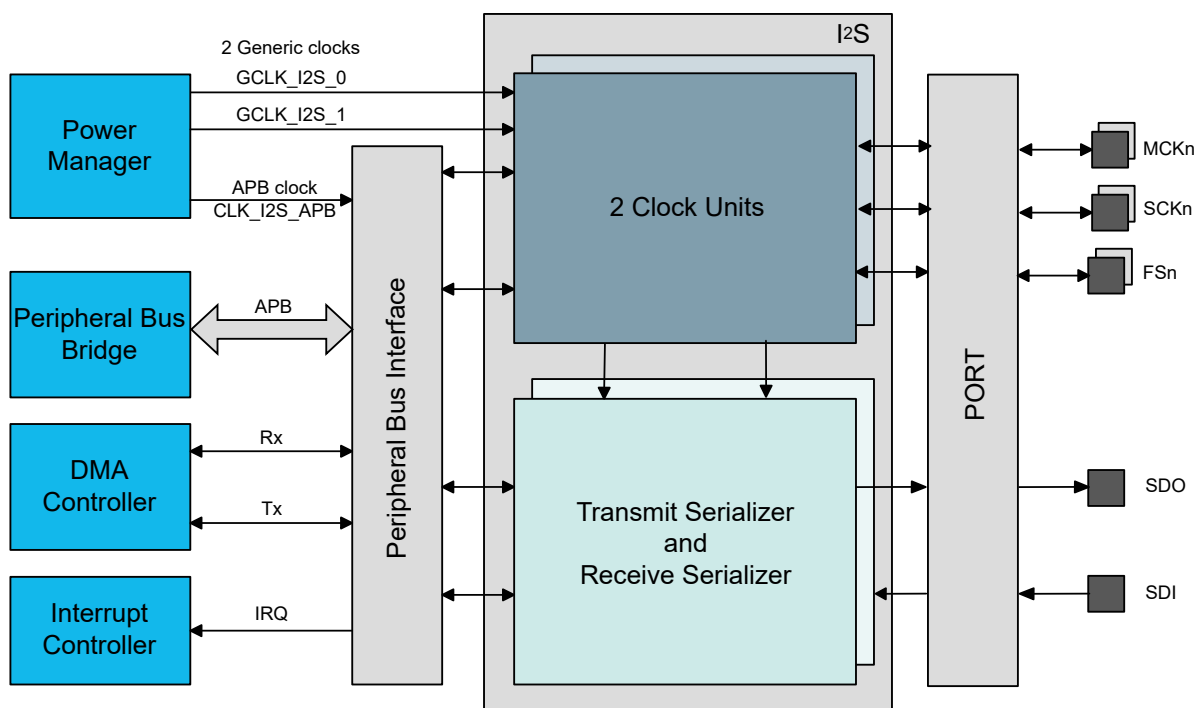 I2S
2 Generic clocks
GCLK_I2S_0
GCLK_I2S_1
Power
Manager
APB clock
CLK_I2S_APB
2 Clock Units
MCKn
SCKn
FSn
Peripheral Bus
Bridge
APB
Peripheral Bus Interface
PORT
DMA
Controller
Rx
Tx
Transmit Serializer
and
Receive Serializer
SDO
SDI
Interrupt
Controller
IRQ